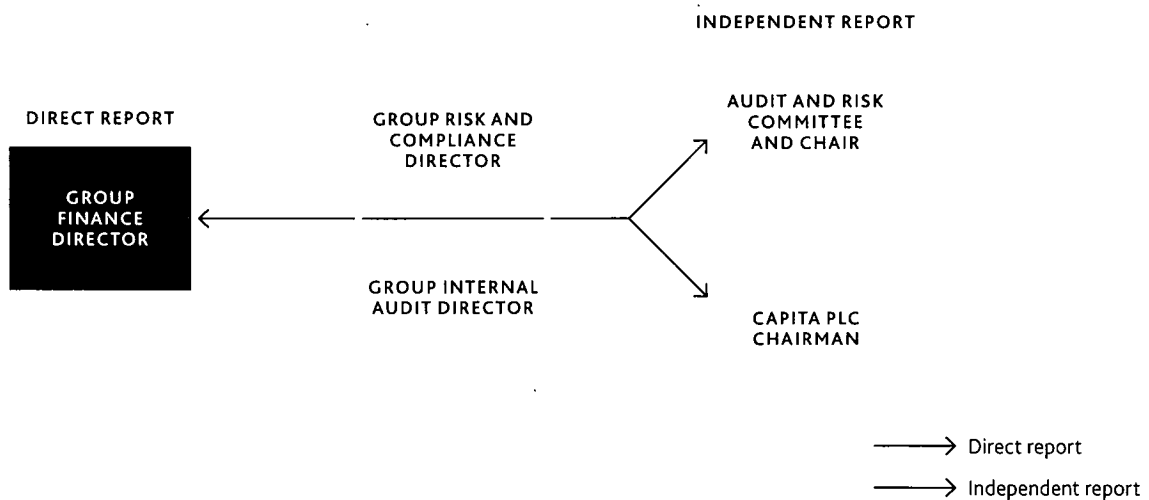 INDEPENDENT REPORT
DIRECT REPORT
GROUP
FINANCE
DIRECTOR
GROUP RISK AND
COMPLIANCE
DIRECTOR
GROUP INTERNAL
AUDIT DIRECTOR
AUDIT AND RISK
COMMITTEE
AND CHAIR
CAPITA PLC
CHAIRMAN
Direct report
Independent report